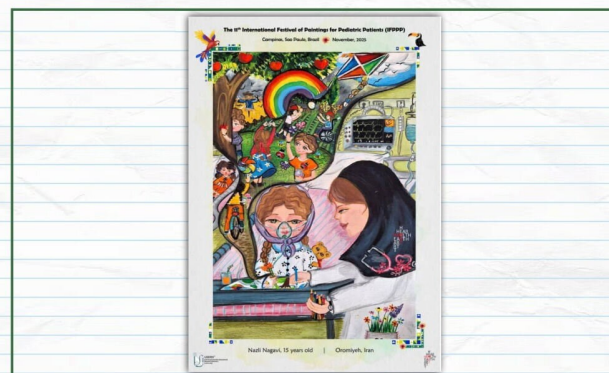 The 11th International Festival of Paintings for Pediatric Patients (IFPPP)
Campinas, Sao Paulo, Brazil November, 2025
Nazli Nagavi, 15 years old | Oromiyeh, Iran